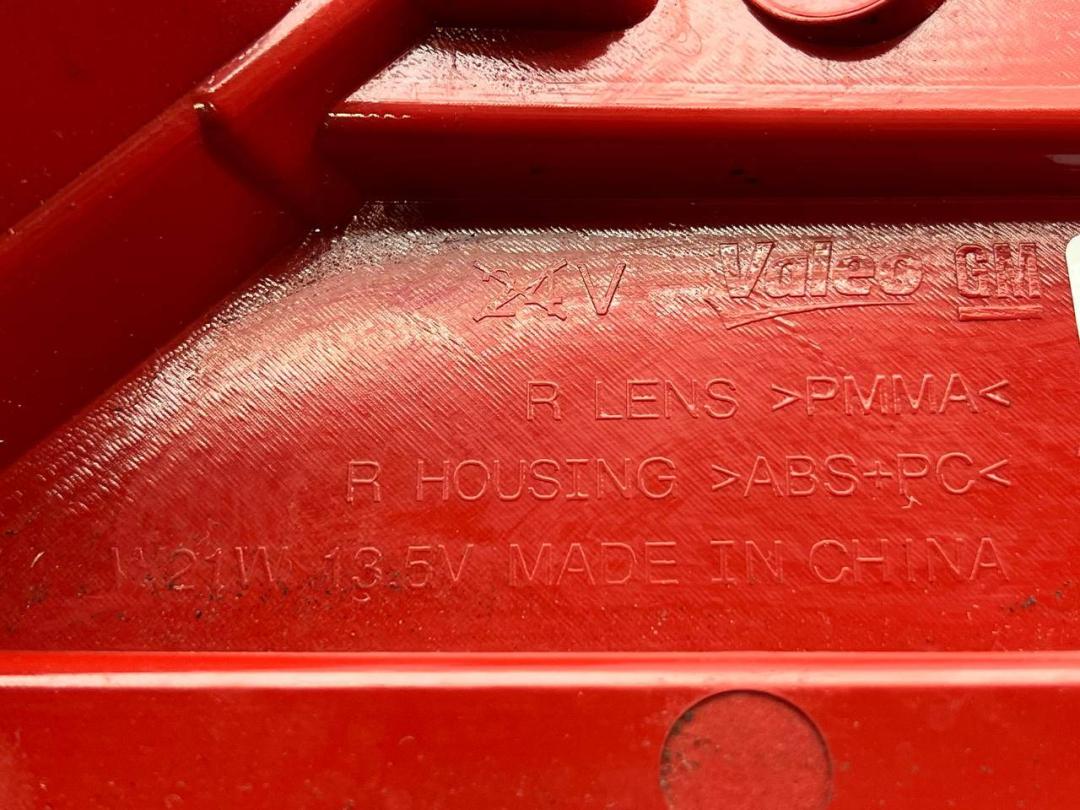 24V Valeo GM
R LENS >PMMA<
R HOUSING >ABS+PC<
W21W 13.5V MADE IN CHINA